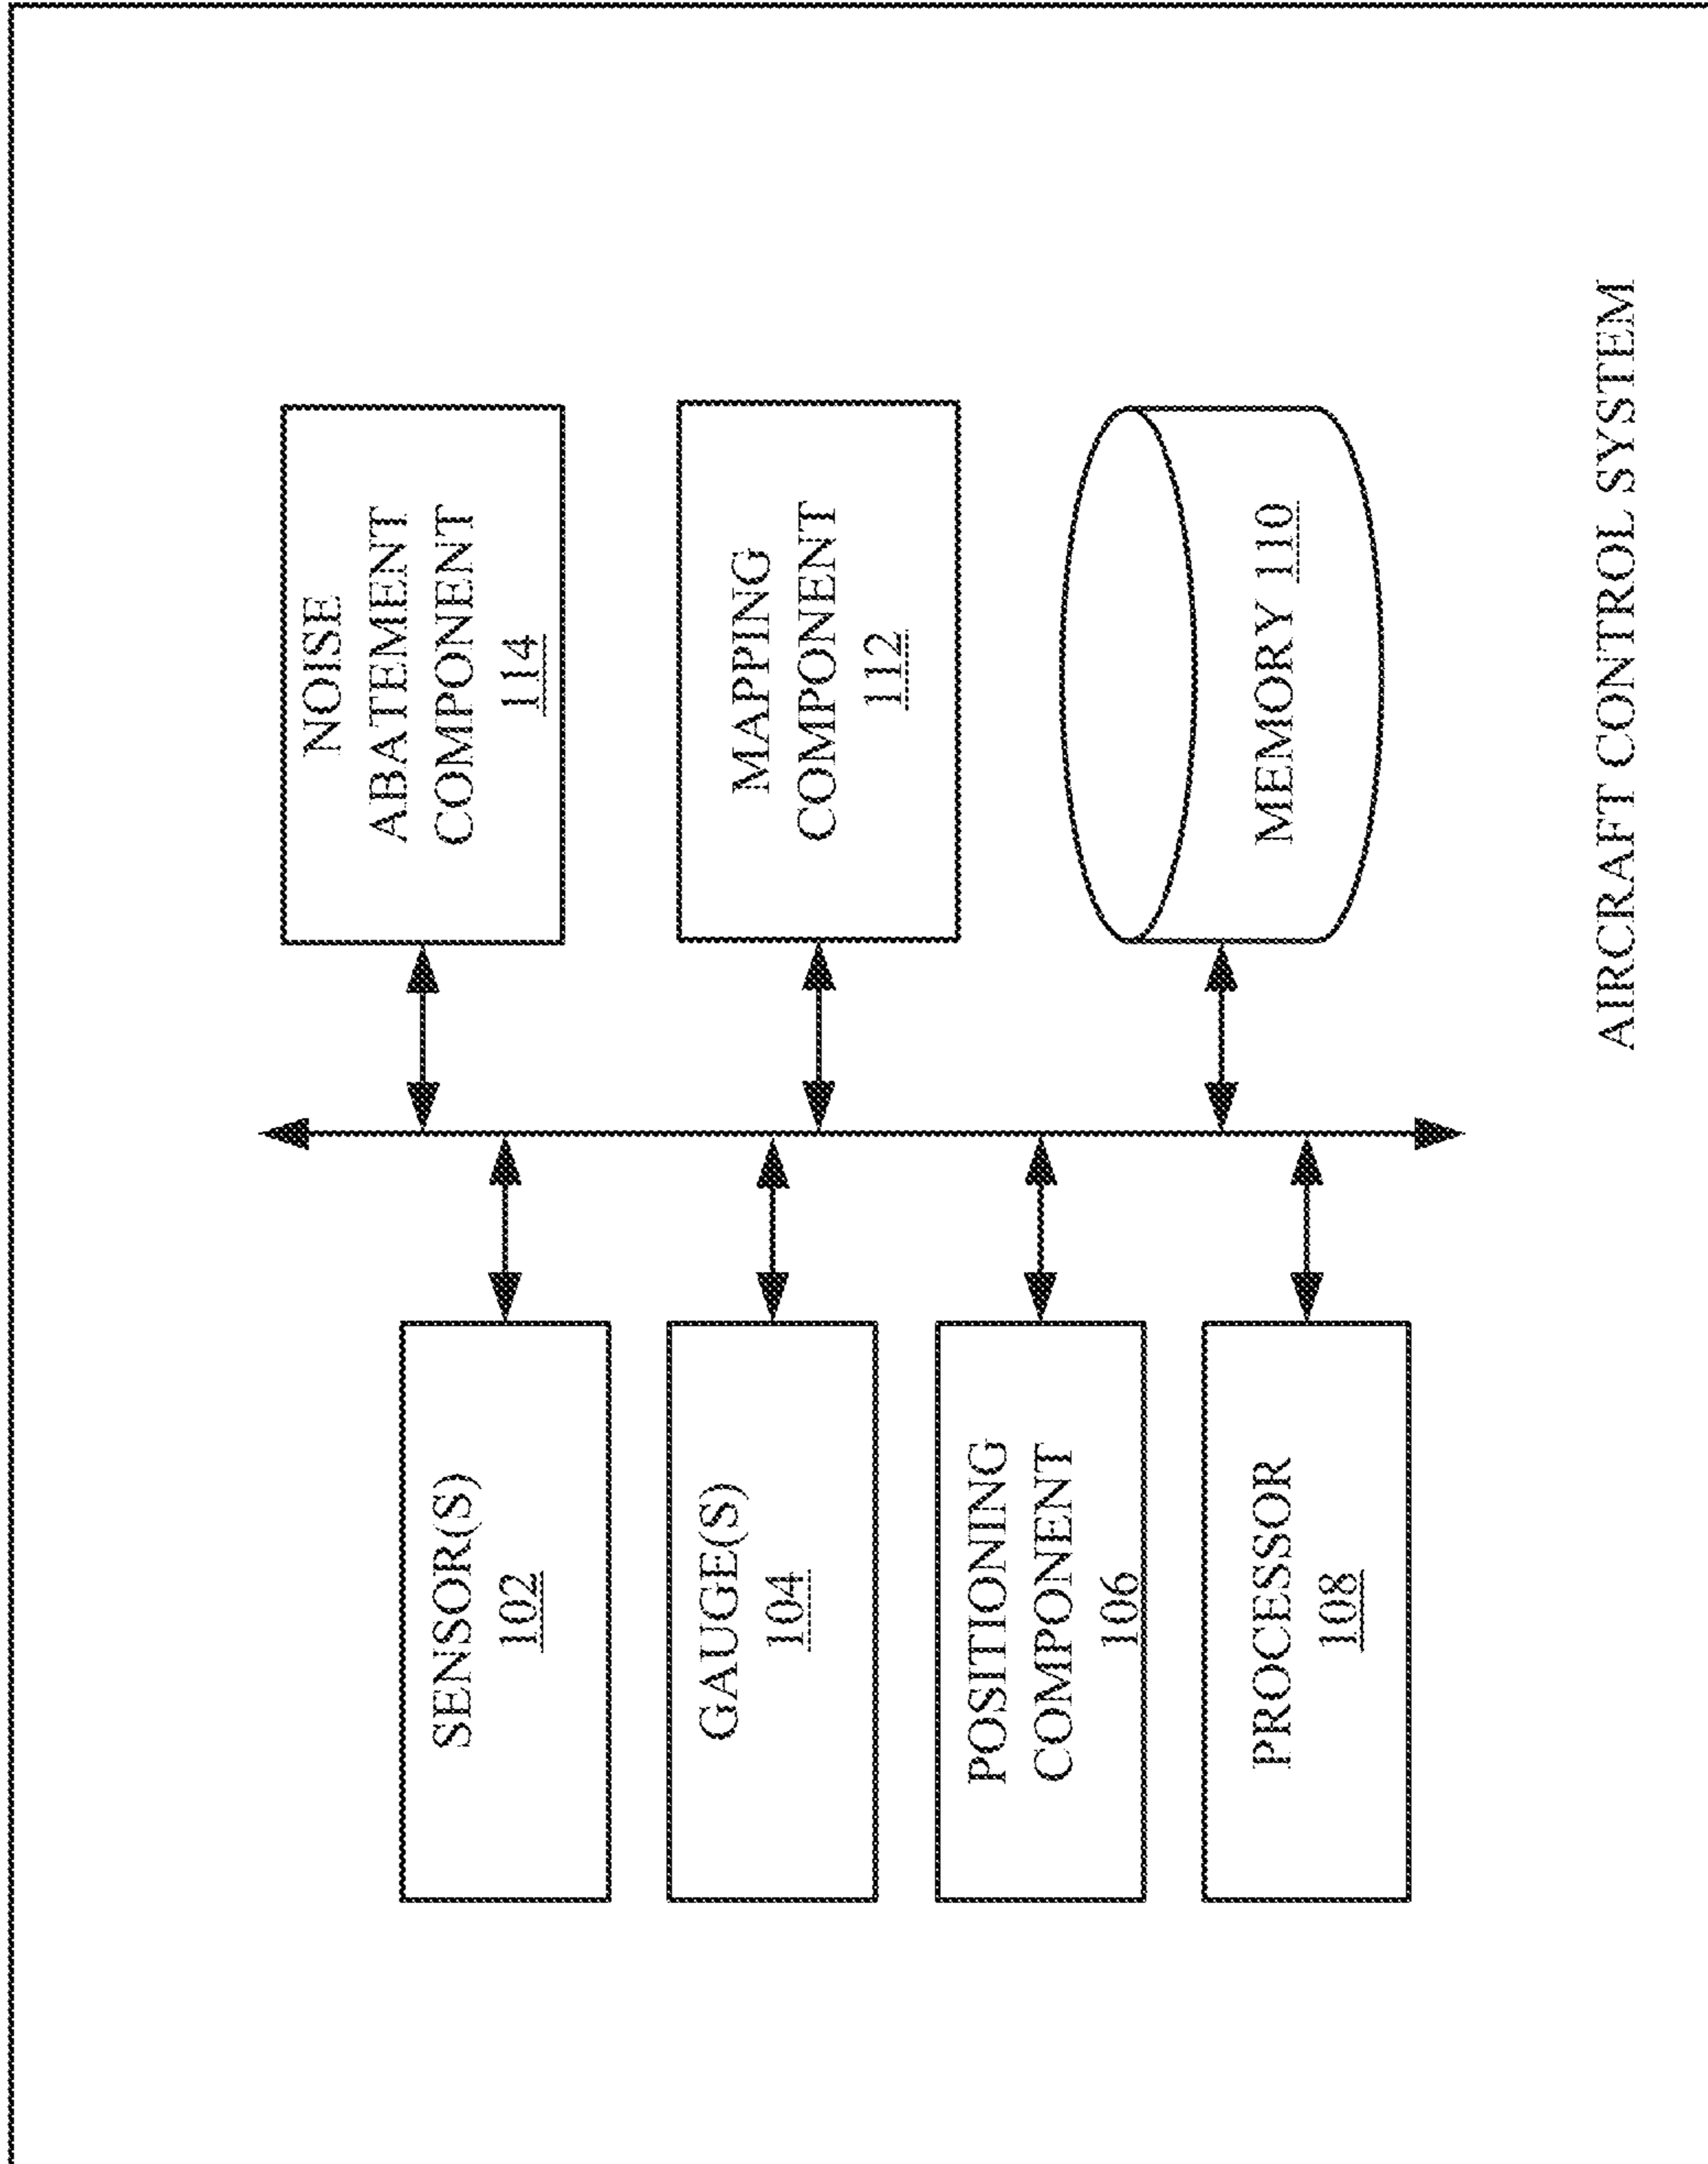 SENSOR(S)
102
GAUGE(S)
104
POSITIONING
COMPONENT
106
PROCESSOR
108
NOISE
ABATEMENT
COMPONENT
114
MAPPING
COMPONENT
112
MEMORY 110
AIRCRAFT CONTROL SYSTEM